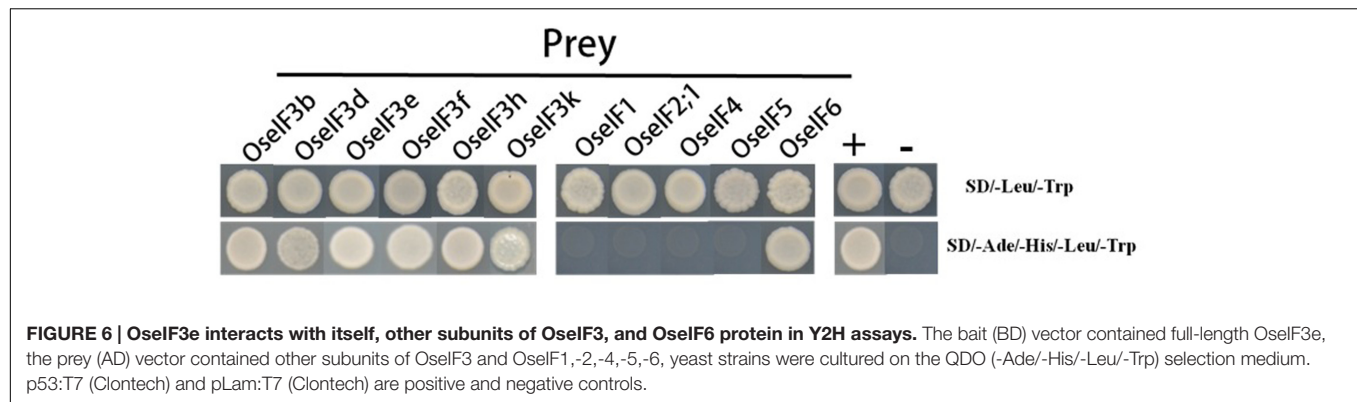 Prey
OseIF3b OseIF3d OseIF3e OseIF3f OseIF3h OseIF3k OseIF1 OseIF2;1 OseIF4 OseIF5 OseIF6 + -
SD/-Leu/-Trp
SD/-Ade/-His/-Leu/-Trp
FIGURE 6 | OseIF3e interacts with itself, other subunits of OseIF3, and OseIF6 protein in Y2H assays. The bait (BD) vector contained full-length OseIF3e,
the prey (AD) vector contained other subunits of OseIF3 and OseIF1,-2,-4,-5,-6, yeast strains were cultured on the QDO (-Ade/-His/-Leu/-Trp) selection medium.
p53:T7 (Clontech) and pLam:T7 (Clontech) are positive and negative controls.